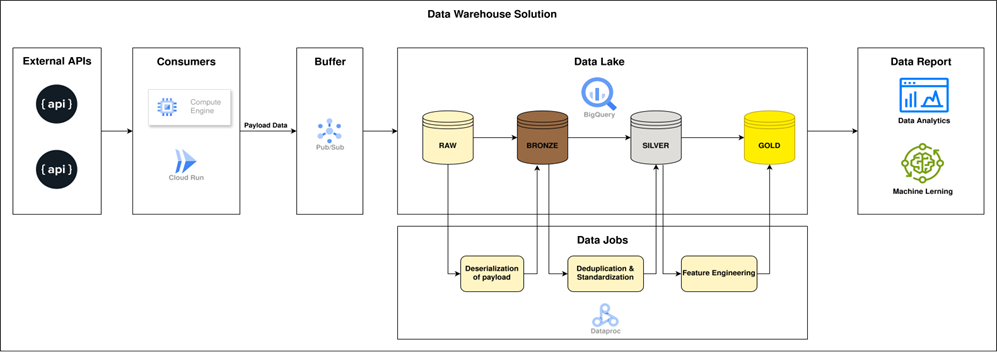 Data Warehouse Solution
External APIs
{ api }
{ api }
Consumers
Compute
Engine
Cloud Run
Payload Data
Buffer
Pub/Sub
Data Lake
BigQuery
RAW
BRONZE
SILVER
GOLD
Data Jobs
Deserialization
of payload
Deduplication &
Standardization
Feature Engineering
Dataproc
Data Report
Data Analytics
Machine Lerning